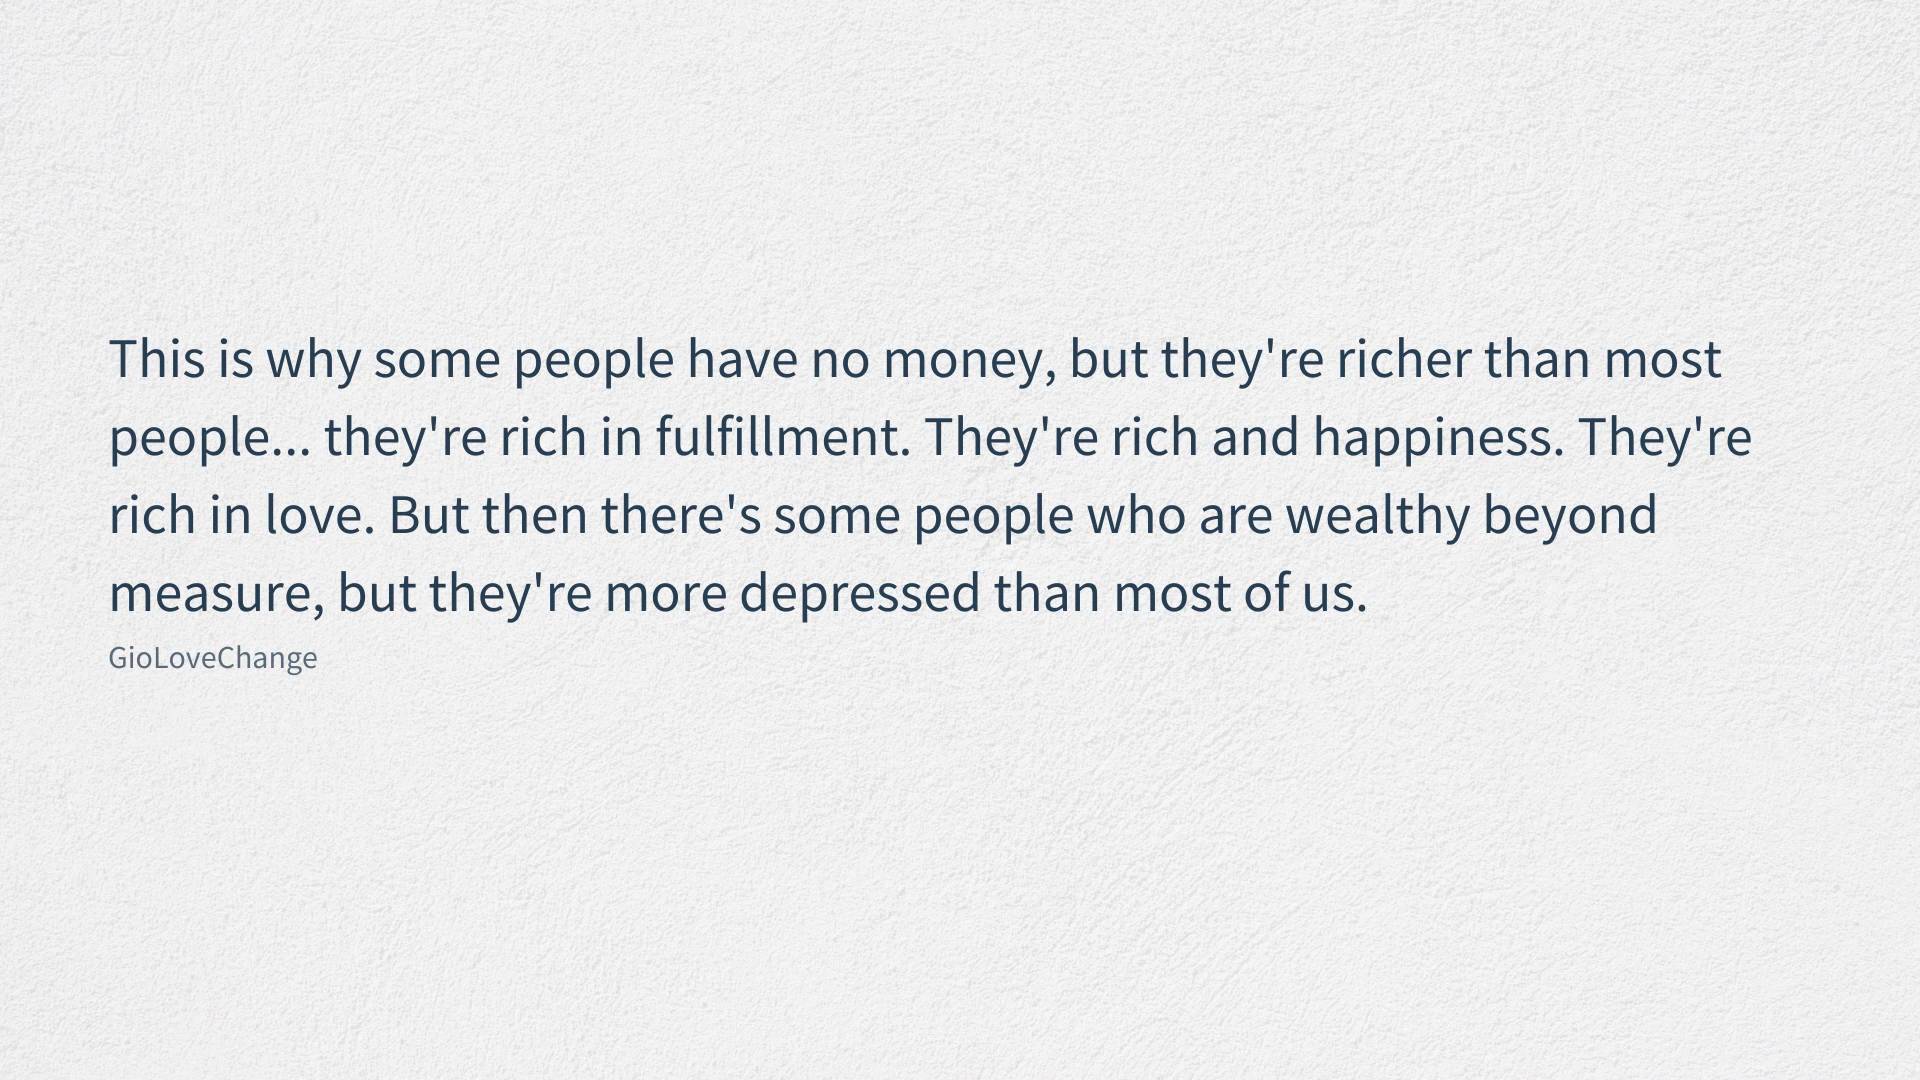 This is why some people have no money, but they're richer than most
people... they're rich in fulfillment. They're rich and happiness. They're
rich in love. But then there's some people who are wealthy beyond
measure, but they're more depressed than most of us.
GioLoveChange